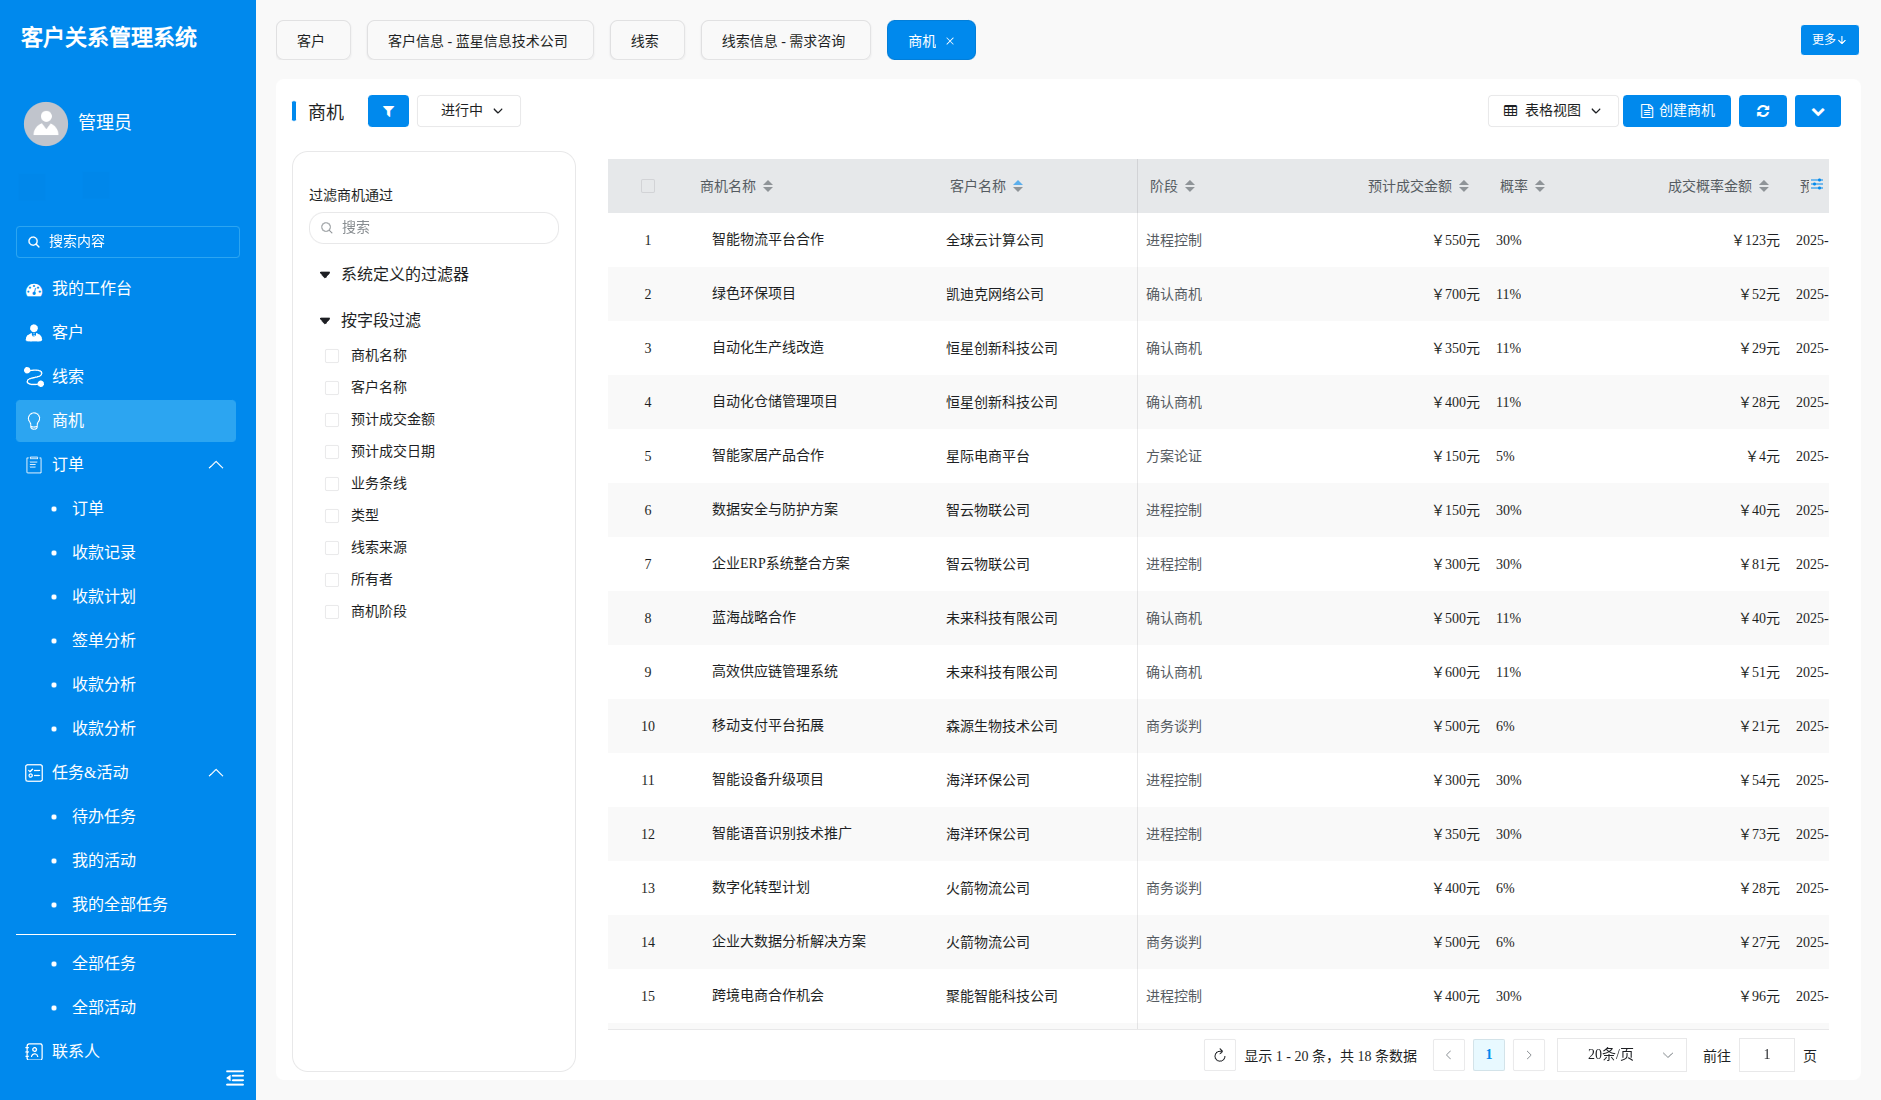 客户关系管理系统
管理员
搜索内容
我的工作台
客户
线索
商机
订单
订单
收款记录
收款计划
签单分析
收款分析
收款分析
任务&活动
待办任务
我的活动
我的全部任务
全部任务
全部活动
联系人
客户 客户信息 - 蓝星信息技术公司 线索 线索信息 - 需求咨询 商机 × 更多↓
商机 进行中 表格视图 创建商机
过滤商机通过
搜索
系统定义的过滤器
按字段过滤
商机名称
客户名称
预计成交金额
预计成交日期
业务条线
类型
线索来源
所有者
商机阶段
商机名称 客户名称 阶段 预计成交金额 概率 成交概率金额
1 智能物流平台合作 全球云计算公司 进程控制 ￥550元 30% ￥123元 2025-
2 绿色环保项目 凯迪克网络公司 确认商机 ￥700元 11% ￥52元 2025-
3 自动化生产线改造 恒星创新科技公司 确认商机 ￥350元 11% ￥29元 2025-
4 自动化仓储管理项目 恒星创新科技公司 确认商机 ￥400元 11% ￥28元 2025-
5 智能家居产品合作 星际电商平台 方案论证 ￥150元 5% ￥4元 2025-
6 数据安全与防护方案 智云物联公司 进程控制 ￥150元 30% ￥40元 2025-
7 企业ERP系统整合方案 智云物联公司 进程控制 ￥300元 30% ￥81元 2025-
8 蓝海战略合作 未来科技有限公司 确认商机 ￥500元 11% ￥40元 2025-
9 高效供应链管理系统 未来科技有限公司 确认商机 ￥600元 11% ￥51元 2025-
10 移动支付平台拓展 森源生物技术公司 商务谈判 ￥500元 6% ￥21元 2025-
11 智能设备升级项目 海洋环保公司 进程控制 ￥300元 30% ￥54元 2025-
12 智能语音识别技术推广 海洋环保公司 进程控制 ￥350元 30% ￥73元 2025-
13 数字化转型计划 火箭物流公司 商务谈判 ￥400元 6% ￥28元 2025-
14 企业大数据分析解决方案 火箭物流公司 商务谈判 ￥500元 6% ￥27元 2025-
15 跨境电商合作机会 聚能智能科技公司 进程控制 ￥400元 30% ￥96元 2025-
显示 1 - 20 条，共 18 条数据 1 20条/页 前往 1 页